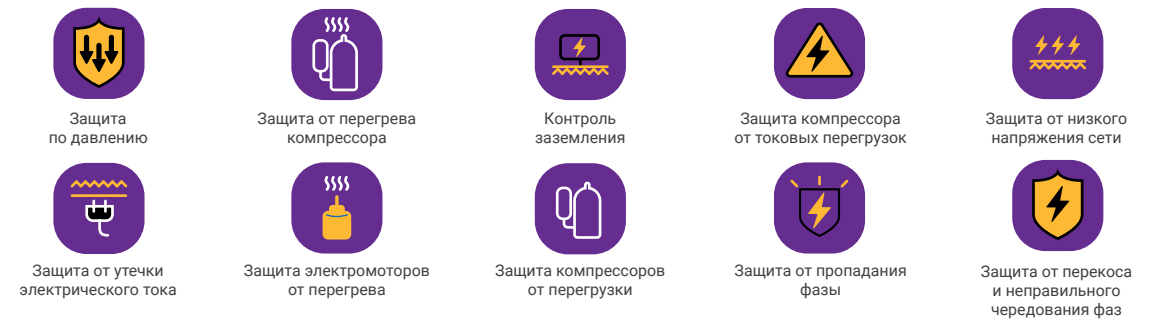 Защита
по давлению
Защита от перегрева
компрессора
Контроль
заземления
Защита компрессора
от токовых перегрузок
Защита от низкого
напряжения сети
Защита от утечки
электрического тока
Защита электромоторов
от перегрева
Защита компрессоров
от перегрузки
Защита от пропадания
фазы
Защита от перекоса
и неправильного
чередования фаз